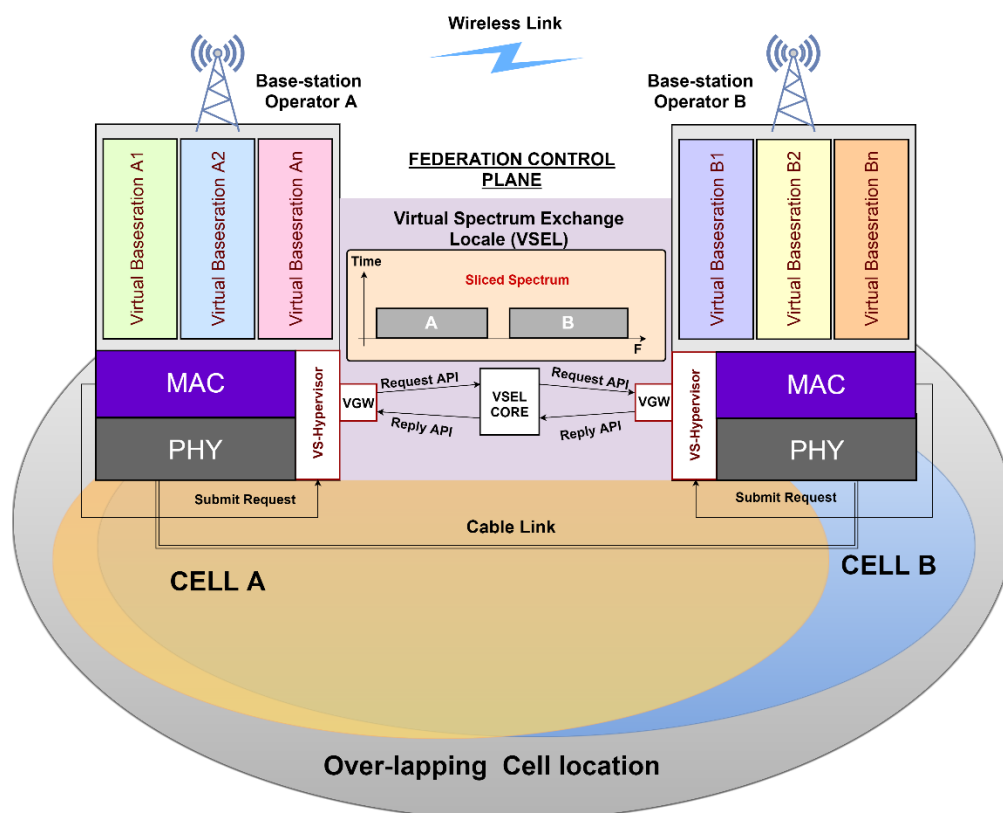 Wireless Link
Base-station
Operator A
Base-station
Operator B
Virtual Basesration A1
Virtual Basesration A2
Virtual Basesration An
FEDERATION CONTROL
PLANE
Virtual Spectrum Exchange
Locale (VSEL)
Time
Sliced Spectrum
A
B
F
Virtual Basesration B1
Virtual Basesration B2
Virtual Basesration Bn
MAC
PHY
VS-Hypervisor
VGW
Request API
Reply API
VSEL
CORE
Request API
Reply API
VGW
VS-Hypervisor
MAC
PHY
Submit Request
Submit Request
Cable Link
CELL A
CELL B
Over-lapping Cell location